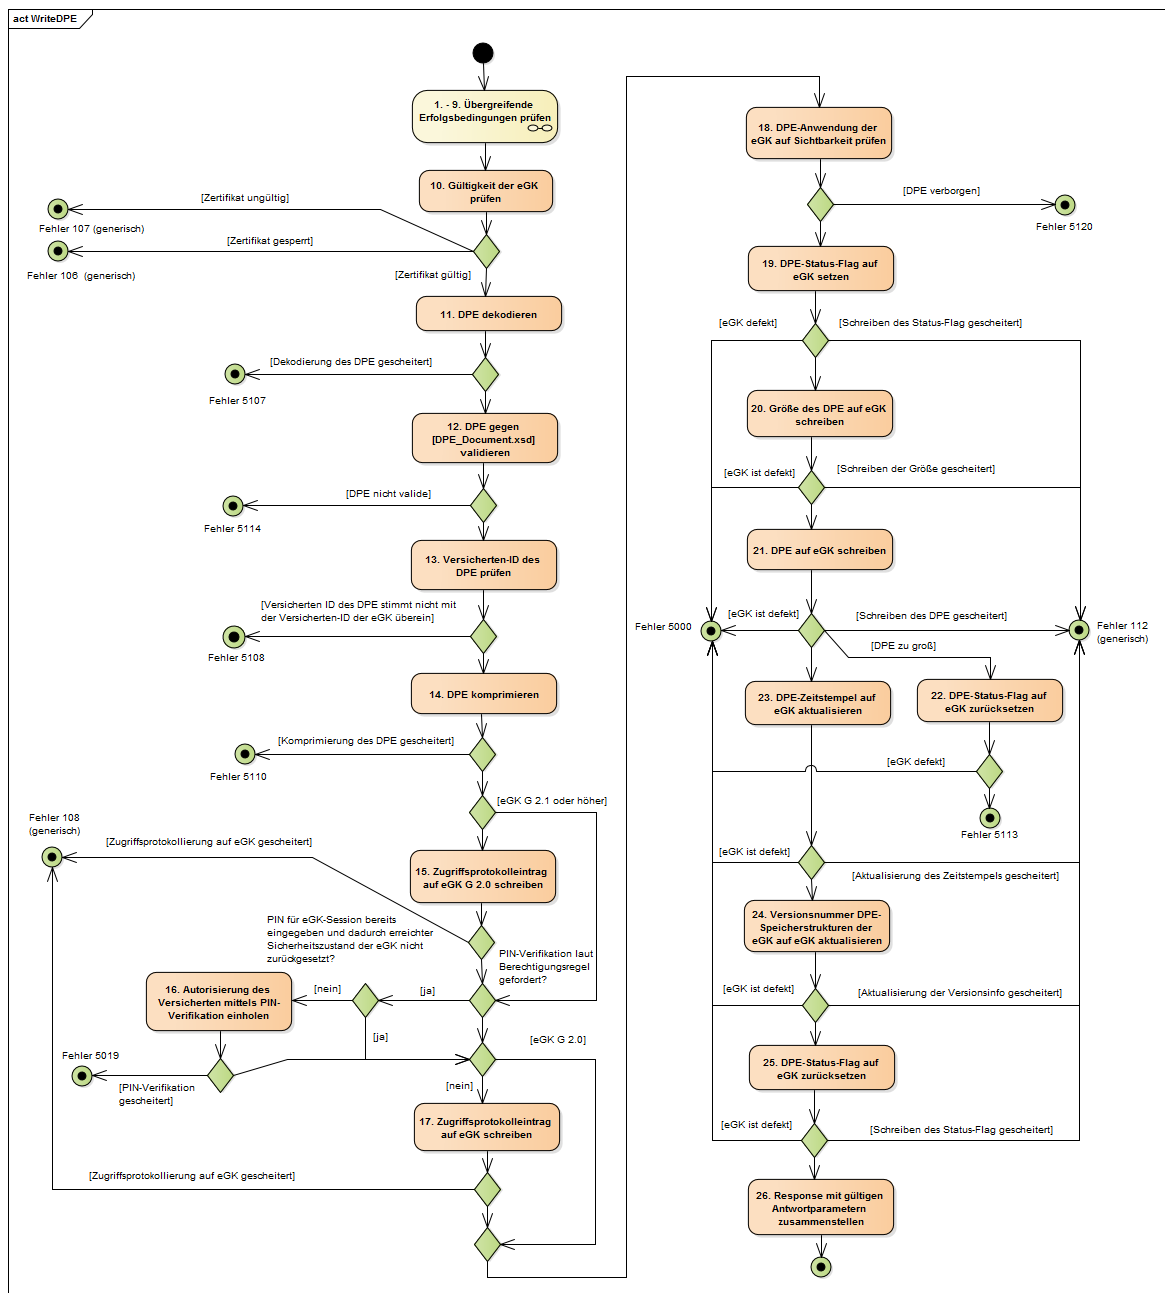 act WriteDPE
1. - 9. Übergreifende
Erfolgsbedingungen prüfen
10. Gültigkeit der eGK
prüfen
[Zertifikat ungültig]
Fehler 107 (generisch)
[Zertifikat gesperrt]
Fehler 106  (generisch)
[Zertifikat gültig]
11. DPE dekodieren
[Dekodierung des DPE gescheitert]
Fehler 5107
12. DPE gegen
[DPE_Document.xsd]
validieren
[DPE nicht valide]
Fehler 5114
13. Versicherten-ID des
DPE prüfen
[Versicherten ID des DPE stimmt nicht mit
der Versicherten-ID der eGK überein]
Fehler 5108
14. DPE komprimieren
[Komprimierung des DPE gescheitert]
Fehler 5110
[eGK G 2.1 oder höher]
Fehler 108
(generisch)
[Zugriffsprotokollierung auf eGK gescheitert]
15. Zugriffsprotokolleintrag
auf eGK G 2.0 schreiben
PIN für eGK-Session bereits
eingegeben und dadurch erreichter
Sicherheitszustand der eGK nicht
zurückgesetzt?
PIN-Verifikation laut
Berechtigungsregel
gefordert?
16. Autorisierung des
Versicherten mittels PIN-
Verifikation einholen
[nein]
[ja]
[ja]
[eGK G 2.0]
Fehler 5019
[PIN-Verifikation
gescheitert]
[nein]
17. Zugriffsprotokolleintrag
auf eGK schreiben
[Zugriffsprotokollierung auf eGK gescheitert]
18. DPE-Anwendung der
eGK auf Sichtbarkeit prüfen
[DPE verborgen]
Fehler 5120
19. DPE-Status-Flag auf
eGK setzen
[eGK defekt]
[Schreiben des Status-Flag gescheitert]
20. Größe des DPE auf eGK
schreiben
[eGK ist defekt]
[Schreiben der Größe gescheitert]
21. DPE auf eGK schreiben
[eGK ist defekt]
[Schreiben des DPE gescheitert]
Fehler 5000
Fehler 112
(generisch)
[DPE zu groß]
23. DPE-Zeitstempel auf
eGK aktualisieren
22. DPE-Status-Flag auf
eGK zurücksetzen
[eGK defekt]
Fehler 5113
[eGK ist defekt]
[Aktualisierung des Zeitstempels gescheitert]
24. Versionsnummer DPE-
Speicherstrukturen der
eGK auf eGK aktualisieren
[eGK ist defekt]
[Aktualisierung der Versionsinfo gescheitert]
25. DPE-Status-Flag auf
eGK zurücksetzen
[eGK ist defekt]
[Schreiben des Status-Flag gescheitert]
26. Response mit gültigen
Antwortparametern
zusammenstellen